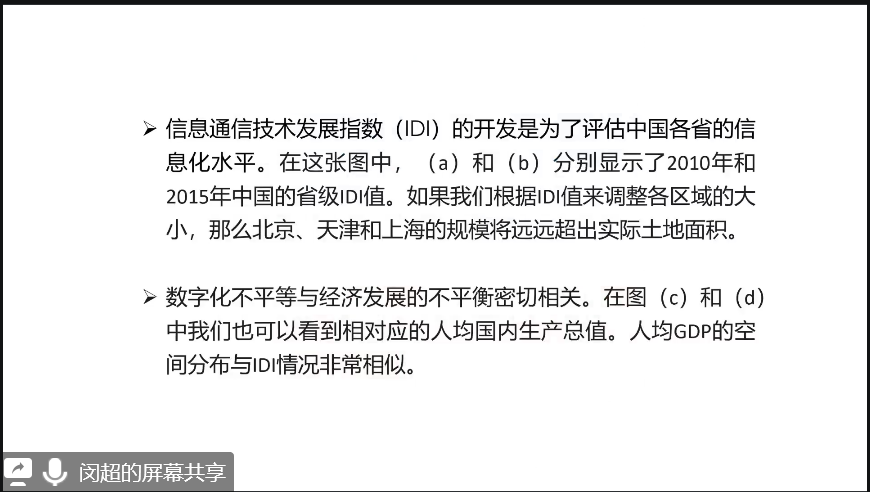 ➢ 信息通信技术发展指数（IDI）的开发是为了评估中国各省的信
息化水平。在这张图中，（a）和（b）分别显示了2010年和
2015年中国的省级IDI值。如果我们根据IDI值来调整各区域的大
小，那么北京、天津和上海的规模将远远超出实际土地面积。
➢ 数字化不平等与经济发展的不平衡密切相关。在图（c）和（d）
中我们也可以看到相对应的人均国内生产总值。人均GDP的空
间分布与IDI情况非常相似。
闵超的屏幕共享